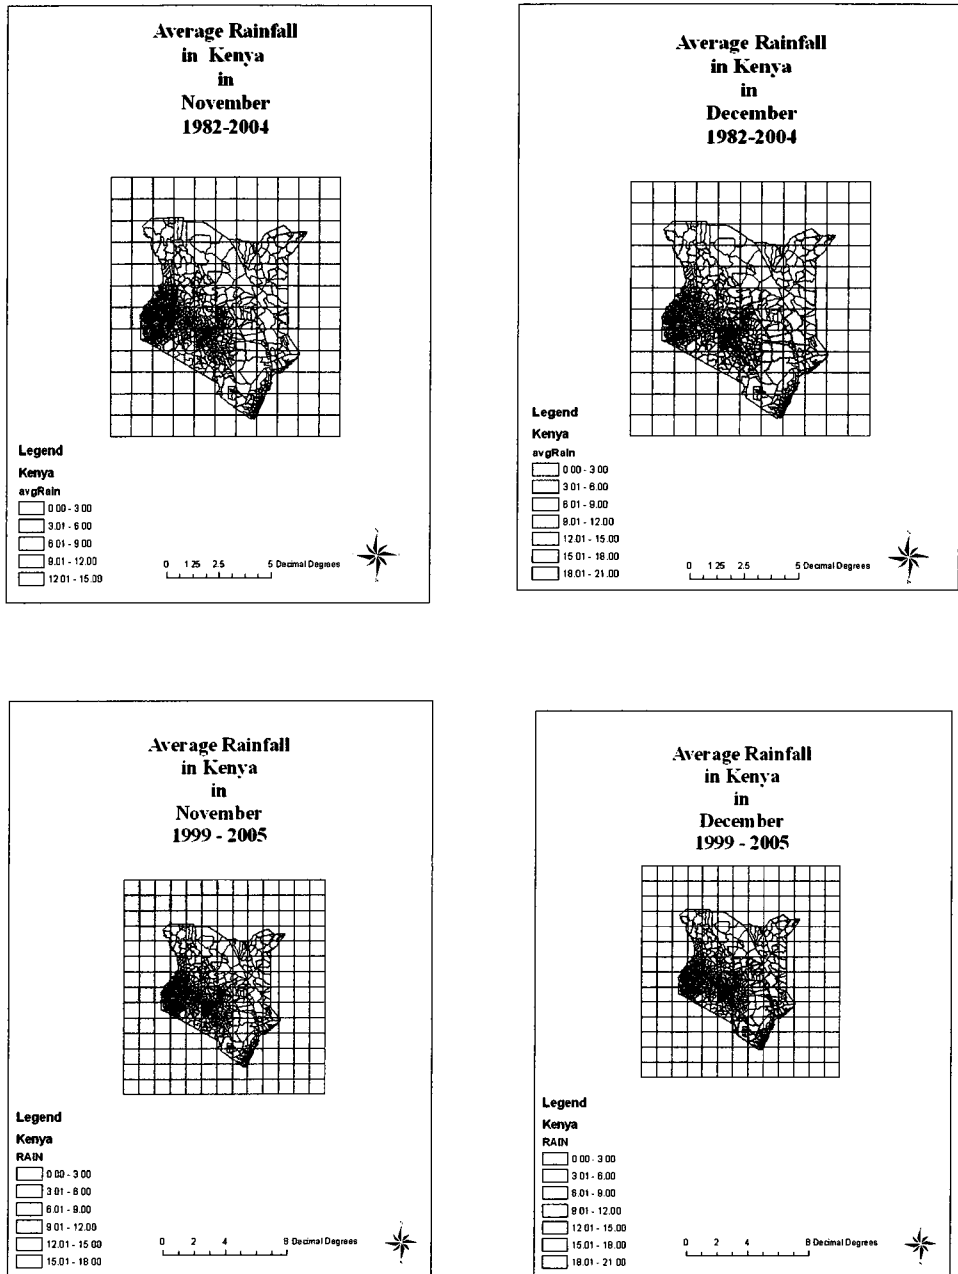 Average Rainfall
in Kenya
in
November
1982-2004
Legend
Kenya
avgRain
0 00 - 3 00
3.01 - 6 00
6 01 - 9 00
9.01 - 12.00
12 01 - 15.00
0 1 25 2.5 5 Decimal Degrees
Average Rainfall
in Kenya
in
December
1982-2004
Legend
Kenya
avgRain
0 00 - 3 00
3 01 - 6.00
6 01 - 9.00
9.01 - 12.00
12.01 - 15.00
15 01 - 18.00
18.01 - 21.00
0 1 25 2.5 5 Decimal Degrees
Average Rainfall
in Kenya
in
November
1999 - 2005
Legend
Kenya
RAIN
0 00 - 3 00
3 01 - 6 00
6.01 - 9.00
9 01 - 12.00
12.01 - 15 00
15.01 - 18 00
0 2 4 8 Decimal Degrees
Average Rainfall
in Kenya
in
December
1999 - 2005
Legend
Kenya
RAIN
0 00 - 3 00
3 01 - 6.00
6.01 - 9.00
9 01 - 12.00
12 01 - 15.00
15.01 - 18.00
18.01 - 21 00
0 2 4 8 Decimal Degrees